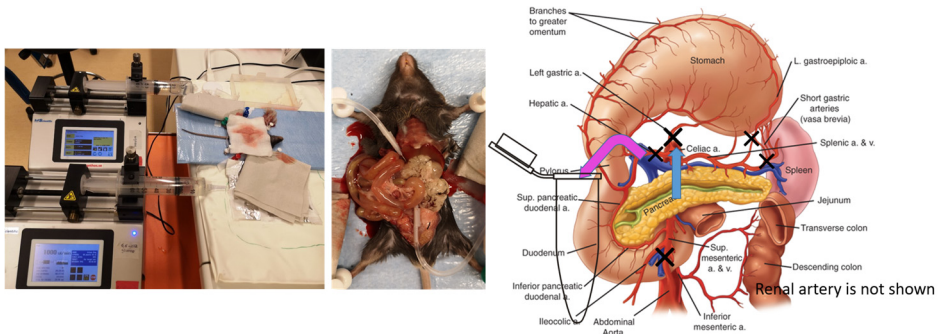 Branches
to greater
omentum
Stomach
Left gastric a.
L. gastroepiploic a.
Hepatic a.
Short gastric
arteries
(vasa brevia)
Celiac a.
Splenic a. & v.
Pylorus
Spleen
Sup. pancreatic
duodenal a.
Pancreas
Jejunum
Transverse colon
Duodenum
Sup.
mesenteric
a. & v.
Descending colon
Inferior pancreatic
duodenal a.
Renal artery is not shown
Ileocolic a.
Abdominal
Aorta
Inferior
mesenteric a.